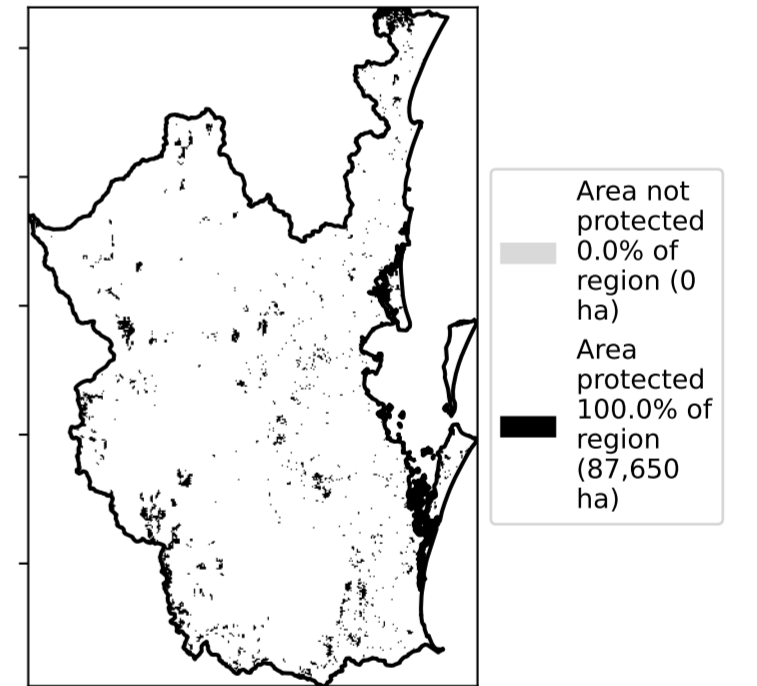 Area not
protected
0.0% of
region (0
ha)
Area
protected
100.0% of
region
(87,650
ha)